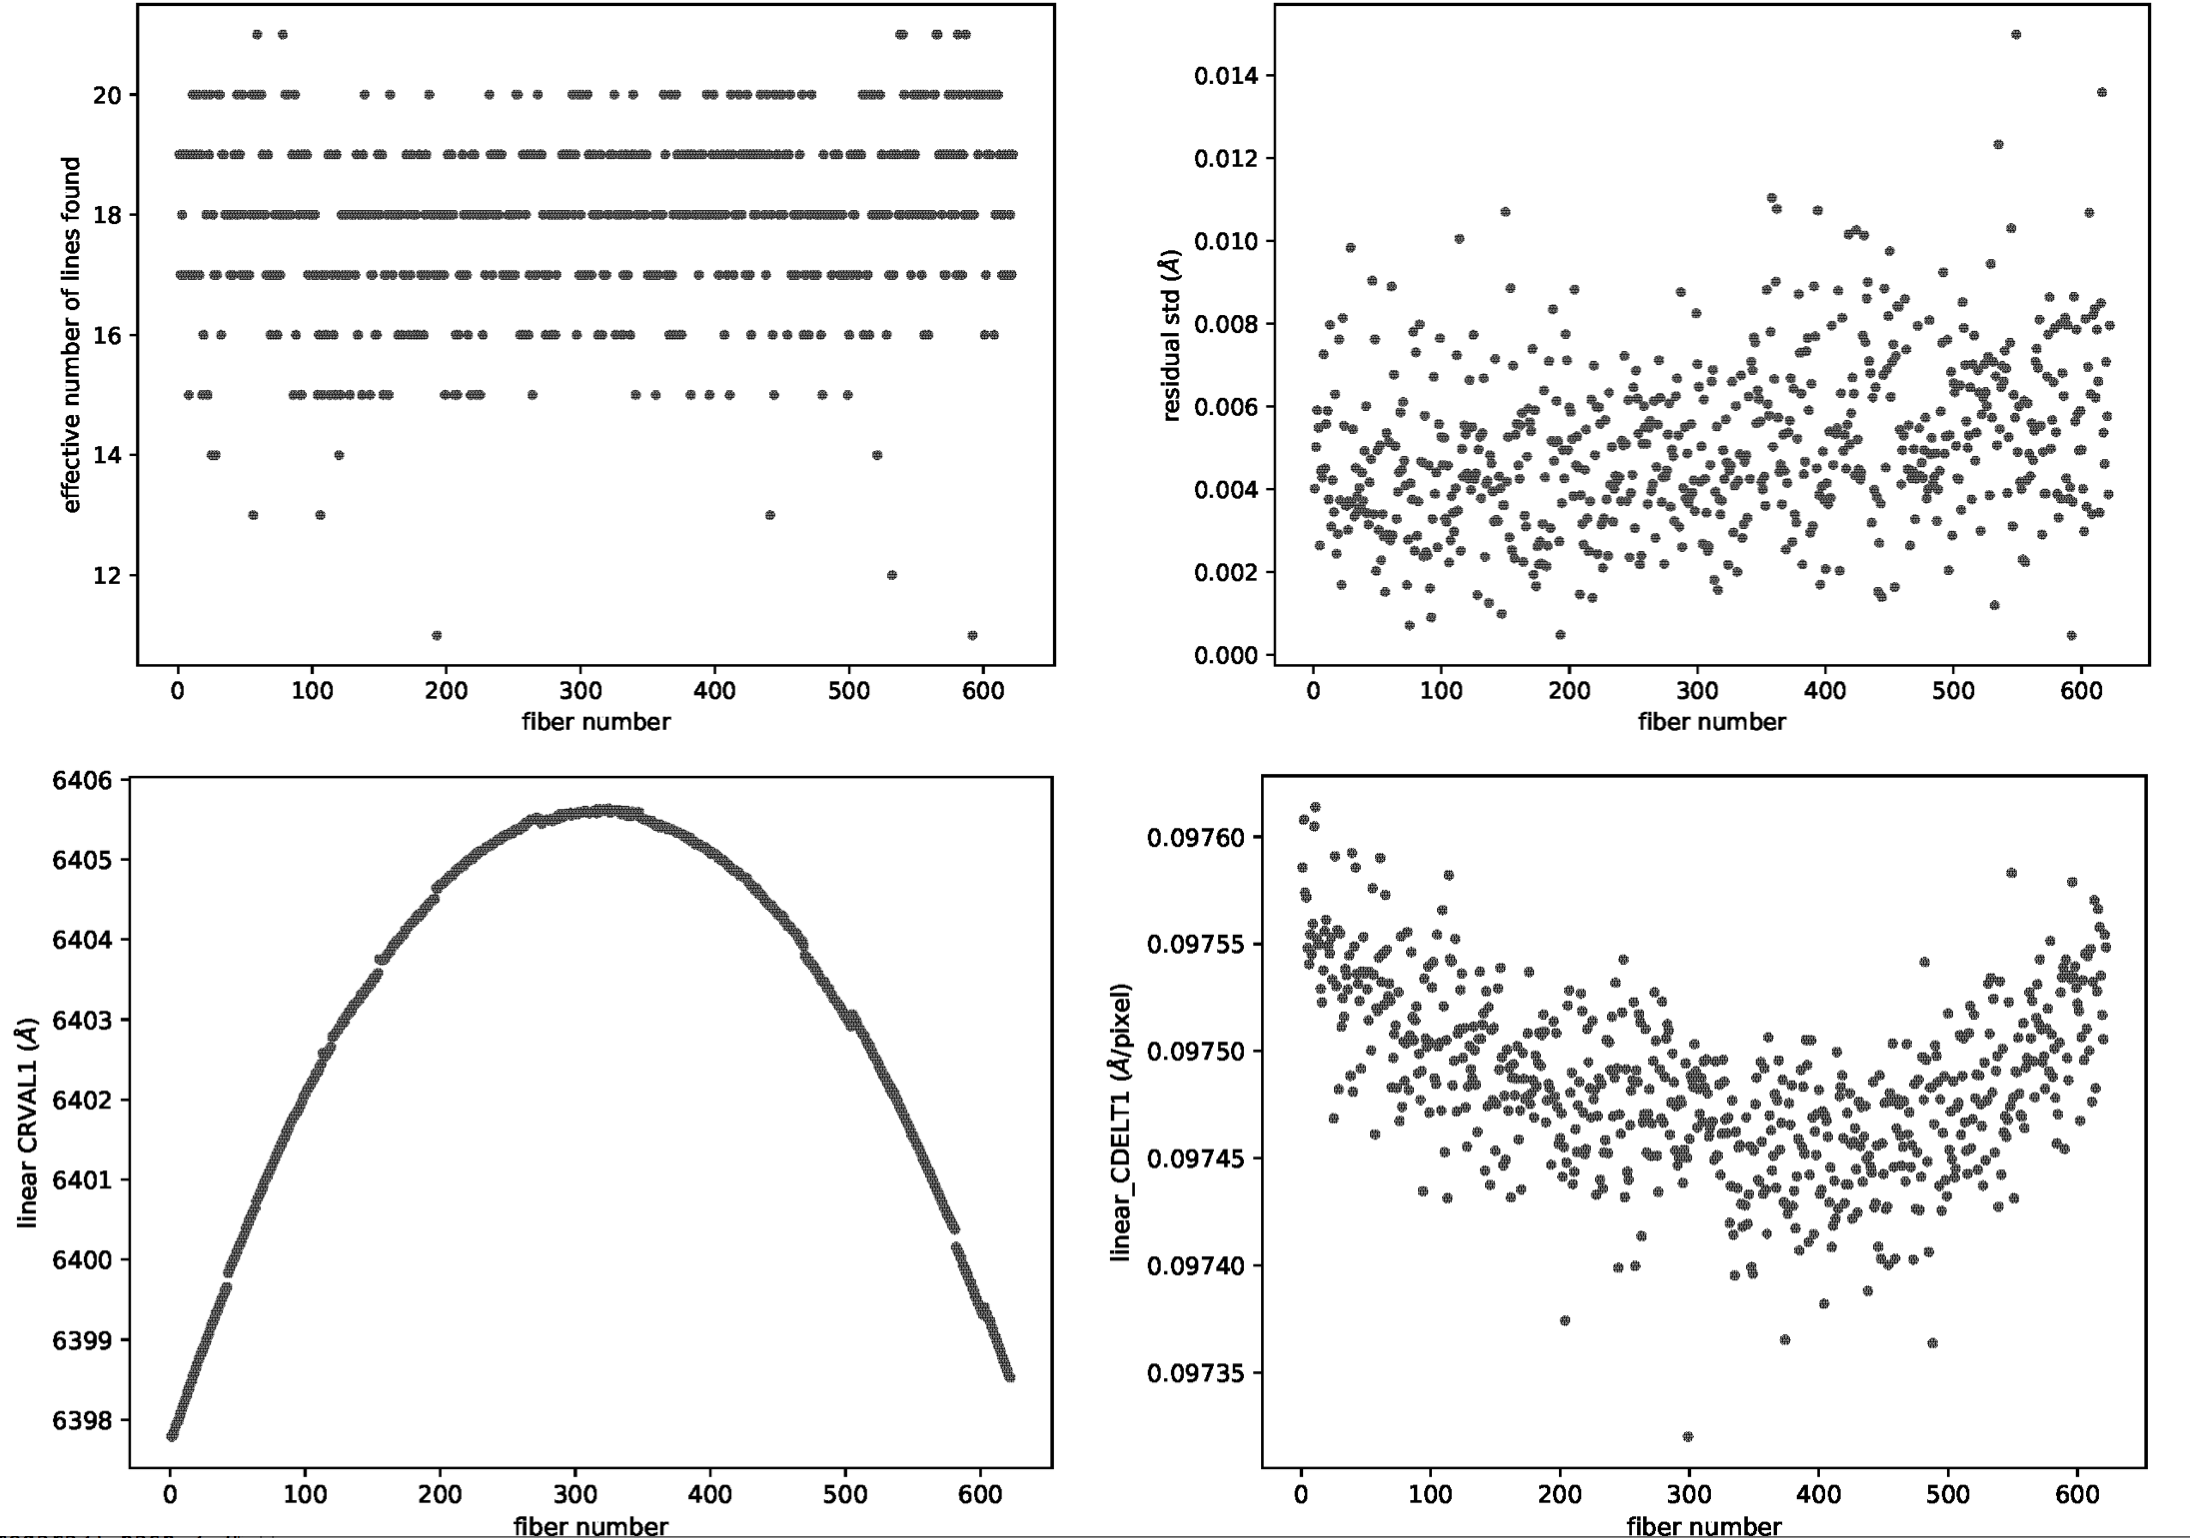 effective number of lines found
20
18
16
14
12
0 100 200 300 400 500 600
fiber number
residual std (Å)
0.014
0.012
0.010
0.008
0.006
0.004
0.002
0.000
0 100 200 300 400 500 600
fiber number
linear CRVAL1 (Å)
6406
6405
6404
6403
6402
6401
6400
6399
6398
0 100 200 300 400 500 600
fiber number
linear_CDELT1 (Å/pixel)
0.09760
0.09755
0.09750
0.09745
0.09740
0.09735
0 100 200 300 400 500 600
fiber number